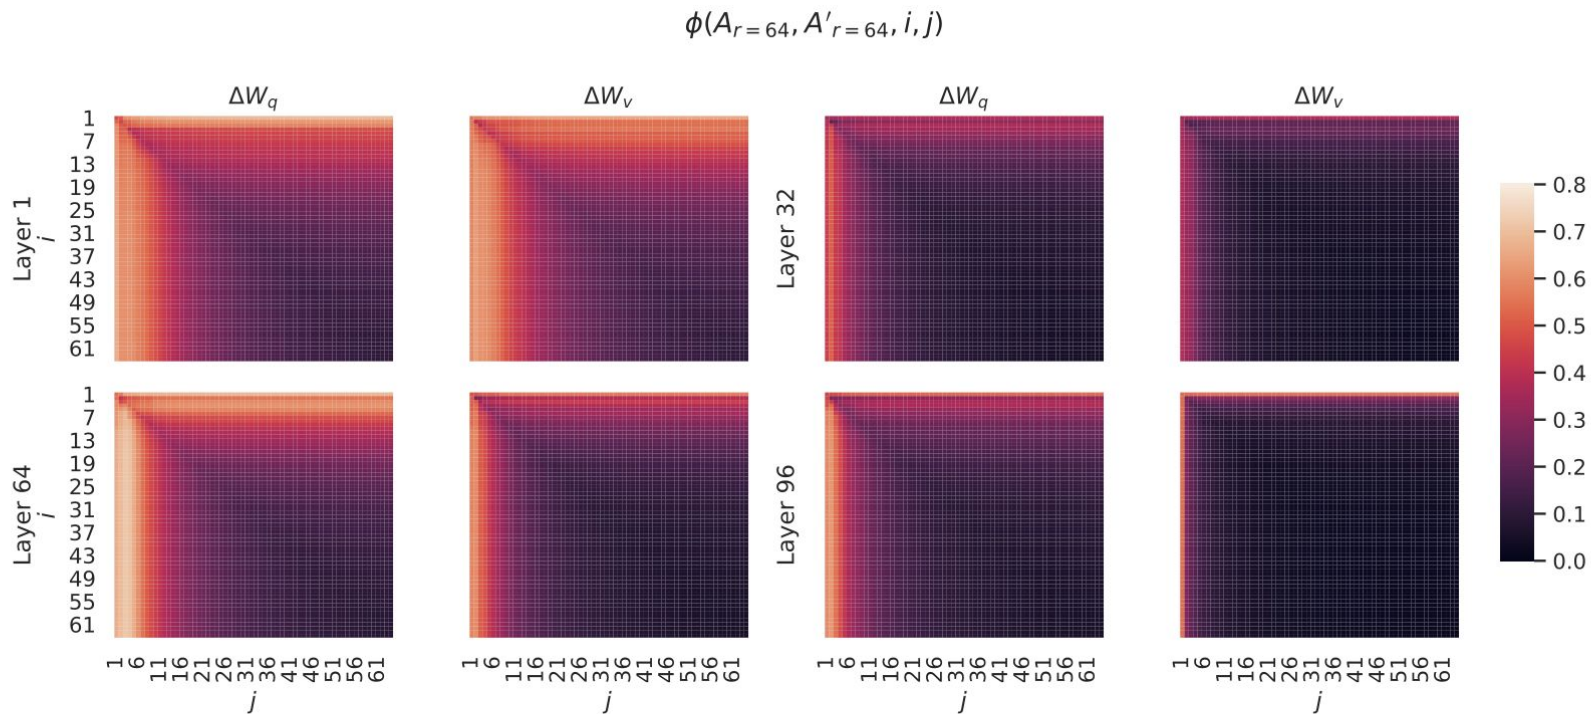 ϕ(A_{r=64}, A′_{r=64}, i, j)
ΔW_q
ΔW_v
ΔW_q
ΔW_v
Layer 1
i
1
7
13
19
25
31
37
43
49
55
61
Layer 32
0.8
0.7
0.6
0.5
0.4
0.3
0.2
0.1
0.0
Layer 64
i
1
7
13
19
25
31
37
43
49
55
61
Layer 96
1 6 11 16 21 26 31 36 41 46 51 56 61
j
1 6 11 16 21 26 31 36 41 46 51 56 61
j
1 6 11 16 21 26 31 36 41 46 51 56 61
j
1 6 11 16 21 26 31 36 41 46 51 56 61
j